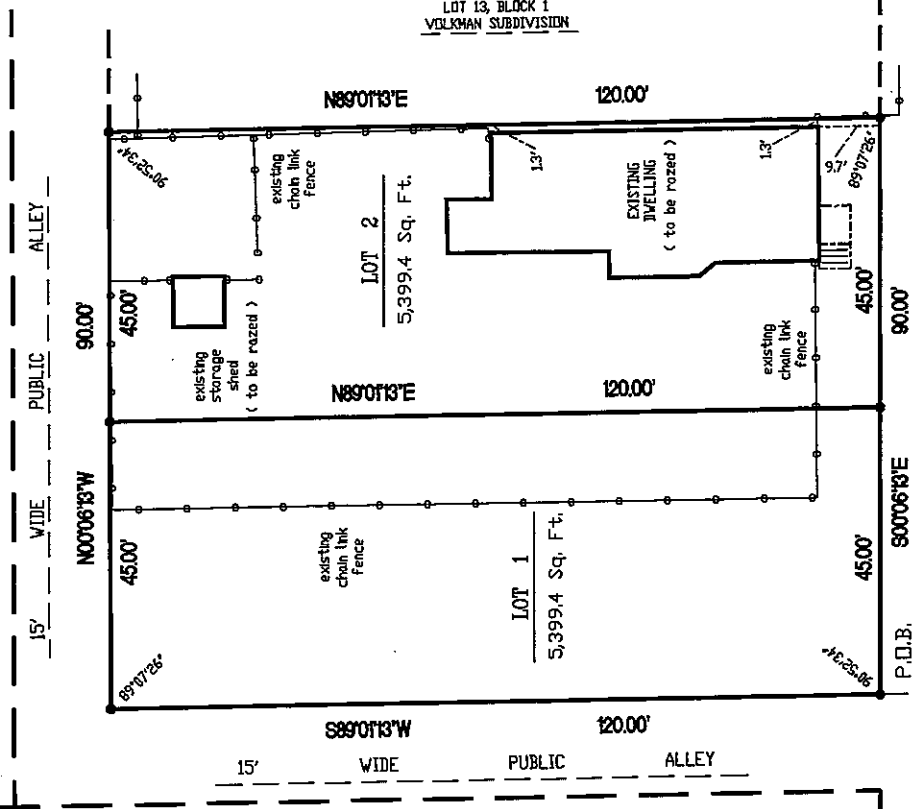 LOT 13, BLOCK 1
VOLKMAN SUBDIVISION
N89°01'13"E
120.00'
90°52'34"
existing
chain link
fence
LOT 2
5,399.4 Sq. Ft.
1.3'
EXISTING
DWELLING
( to be razed )
1.3'
9.7'
89°07'26"
15' WIDE PUBLIC ALLEY
90.00'
45.00'
existing
storage
shed
( to be razed )
existing
chain link
fence
45.00'
90.00'
N89°01'13"E
120.00'
N00°06'13"W
45.00'
existing
chain link
fence
LOT 1
5,399.4 Sq. Ft.
45.00'
S00°06'13"E
89°07'26"
90°52'34"
P.O.B.
S89°01'13"W
120.00'
15' WIDE PUBLIC ALLEY